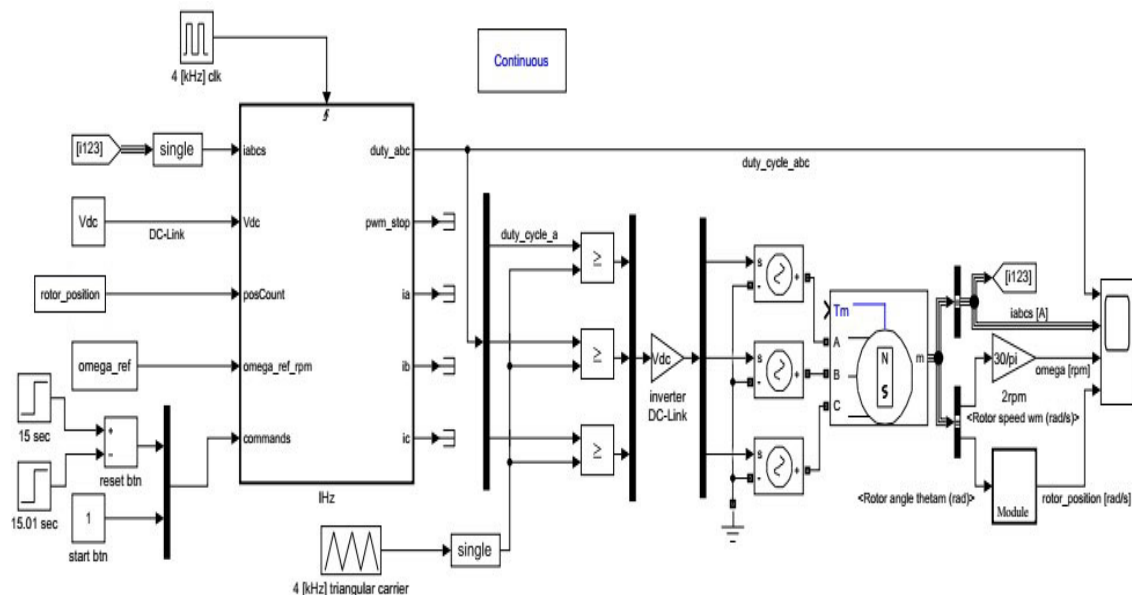 4 [kHz] clk
Continuous
[i123]
single
iabcs
duty_abc
duty_cycle_abc
Vdc
DC-Link
Vdc
pwm_stop
duty_cycle_a
≥
s
+
-
[i123]
rotor_position
posCount
ia
Tm
iabcs [A]
omega_ref
omega_ref_rpm
ib
≥
Vdc
inverter
DC-Link
s
+
-
A
B
C
N
S
m
30/pi
omega [rpm]
2rpm
<Rotor speed wm (rad/s)>
15 sec
+
-
reset btn
commands
ic
≥
s
+
-
15.01 sec
1
start btn
IHz
<Rotor angle thetam (rad)>
Module
rotor_position [rad/s]
single
4 [kHz] triangular carrier